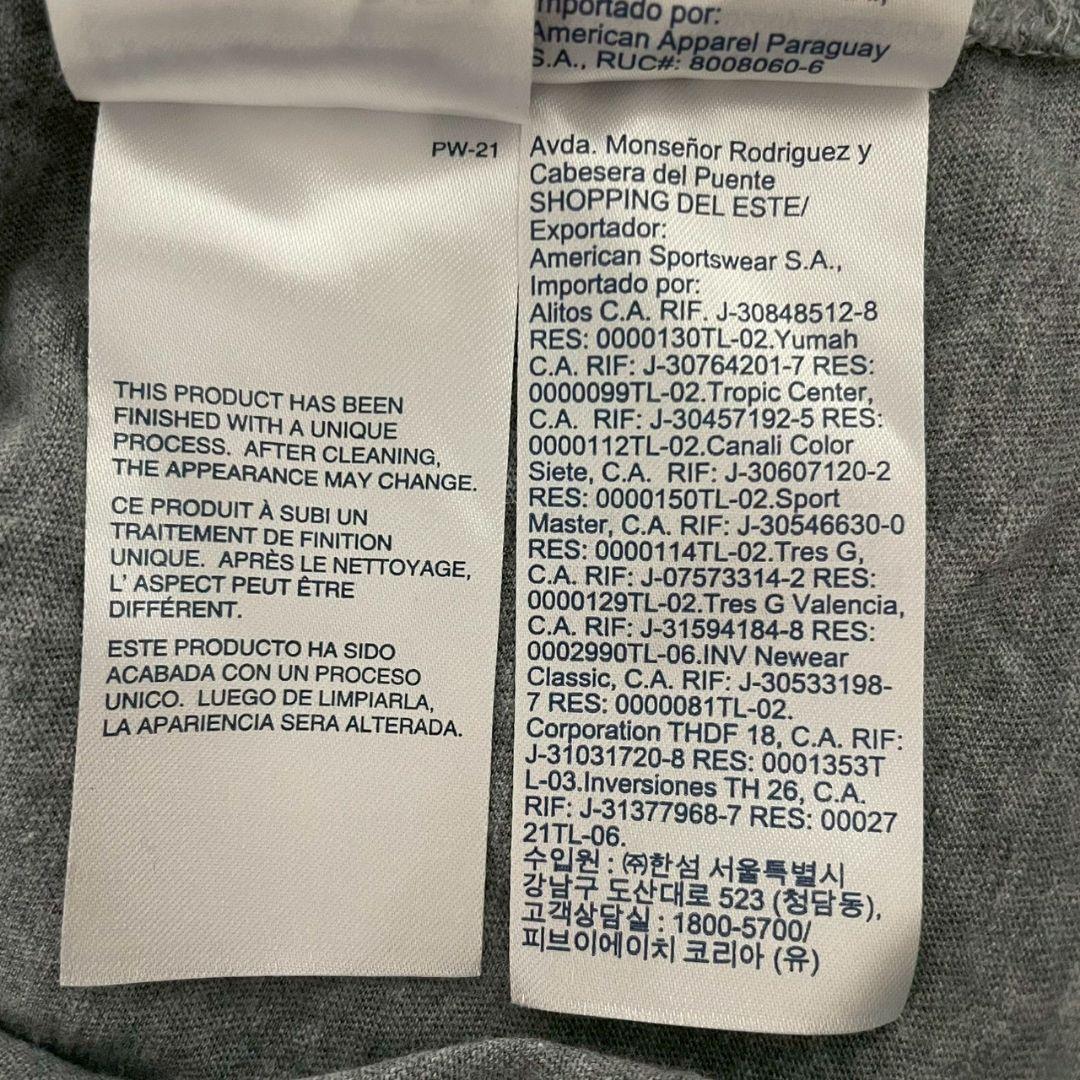 PW-21
THIS PRODUCT HAS BEEN
FINISHED WITH A UNIQUE
PROCESS. AFTER CLEANING,
THE APPEARANCE MAY CHANGE.
CE PRODUIT À SUBI UN
TRAITEMENT DE FINITION
UNIQUE. APRÈS LE NETTOYAGE,
L' ASPECT PEUT ÊTRE
DIFFÉRENT.
ESTE PRODUCTO HA SIDO
ACABADA CON UN PROCESO
UNICO. LUEGO DE LIMPIARLA,
LA APARIENCIA SERA ALTERADA.
Importado por:
American Apparel Paraguay
S.A., RUC#: 8008060-6
Avda. Monseñor Rodriguez y
Cabesera del Puente
SHOPPING DEL ESTE/
Exportador:
American Sportswear S.A.,
Importado por:
Alitos C.A. RIF. J-30848512-8
RES: 0000130TL-02.Yumah
C.A. RIF: J-30764201-7 RES:
0000099TL-02.Tropic Center,
C.A. RIF: J-30457192-5 RES:
0000112TL-02.Canali Color
Siete, C.A. RIF: J-30607120-2
RES: 0000150TL-02.Sport
Master, C.A. RIF: J-30546630-0
RES: 0000114TL-02.Tres G,
C.A. RIF: J-07573314-2 RES:
0000129TL-02.Tres G Valencia,
C.A. RIF: J-31594184-8 RES:
0002990TL-06.INV Newear
Classic, C.A. RIF: J-30533198-
7 RES: 0000081TL-02.
Corporation THDF 18, C.A. RIF:
J-31031720-8 RES: 0001353T
L-03.Inversiones TH 26, C.A.
RIF: J-31377968-7 RES: 00027
21TL-06.
수입원 : ㈜한섬 서울특별시
강남구 도산대로 523 (청담동),
고객상담실 : 1800-5700/
피브이에이치 코리아 (유)